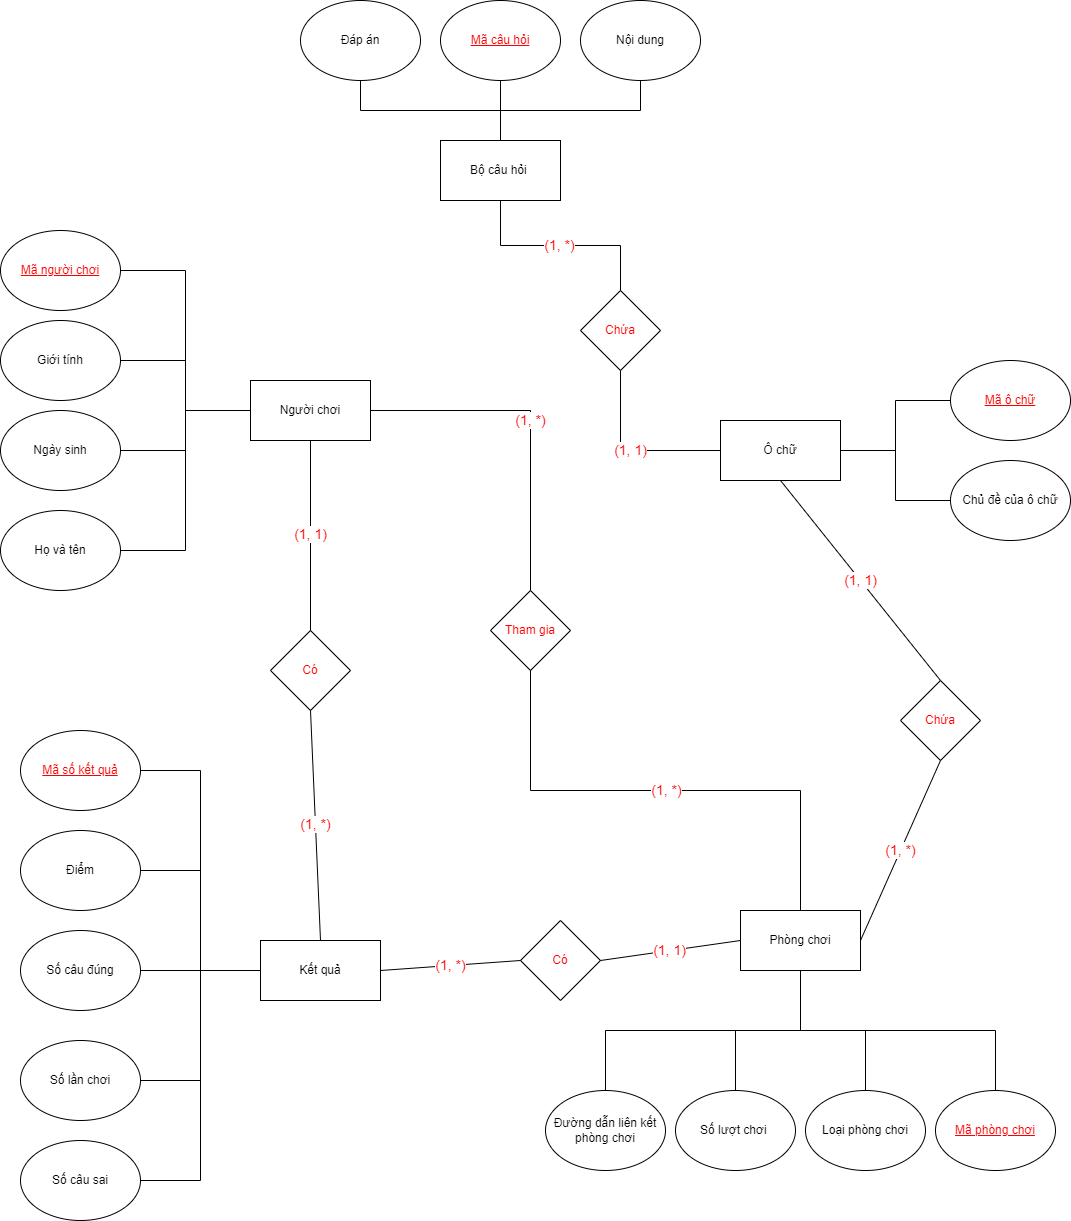 Đáp án
Mã câu hỏi
Nội dung
Bộ câu hỏi
(1, *)
Mã người chơi
Chứa
Giới tính
Người chơi
Mã ô chữ
(1, *)
Ngày sinh
(1, 1)
Ô chữ
Chủ đề của ô chữ
(1, 1)
Họ và tên
(1, 1)
Tham gia
Có
Chứa
Mã số kết quả
(1, *)
(1, *)
(1, *)
Điểm
Phòng chơi
(1, 1)
Có
(1, *)
Số câu đúng
Kết quả
Số lần chơi
Đường dẫn liên kết
phòng chơi
Số lượt chơi
Loại phòng chơi
Mã phòng chơi
Số câu sai